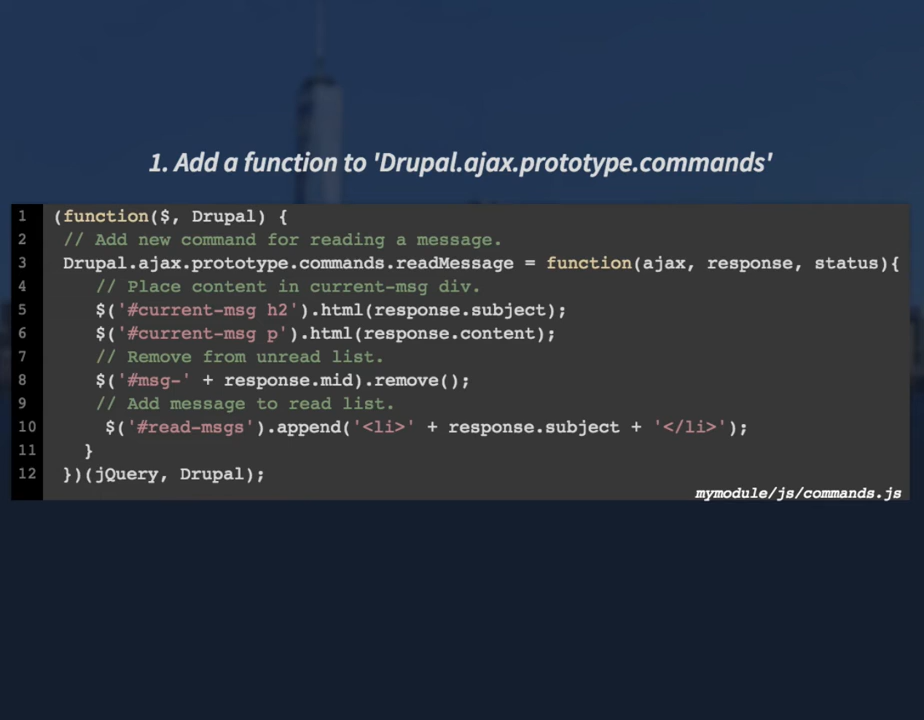 1. Add a function to 'Drupal.ajax.prototype.commands'
1 (function($, Drupal) {
2 // Add new command for reading a message.
3 Drupal.ajax.prototype.commands.readMessage = function(ajax, response, status){
4 // Place content in current-msg div.
5 $('#current-msg h2').html(response.subject);
6 $('#current-msg p').html(response.content);
7 // Remove from unread list.
8 $('#msg-' + response.mid).remove();
9 // Add message to read list.
10 $('#read-msgs').append('<li>' + response.subject + '</li>');
11 }
12 })(jQuery, Drupal);
mymodule/js/commands.js